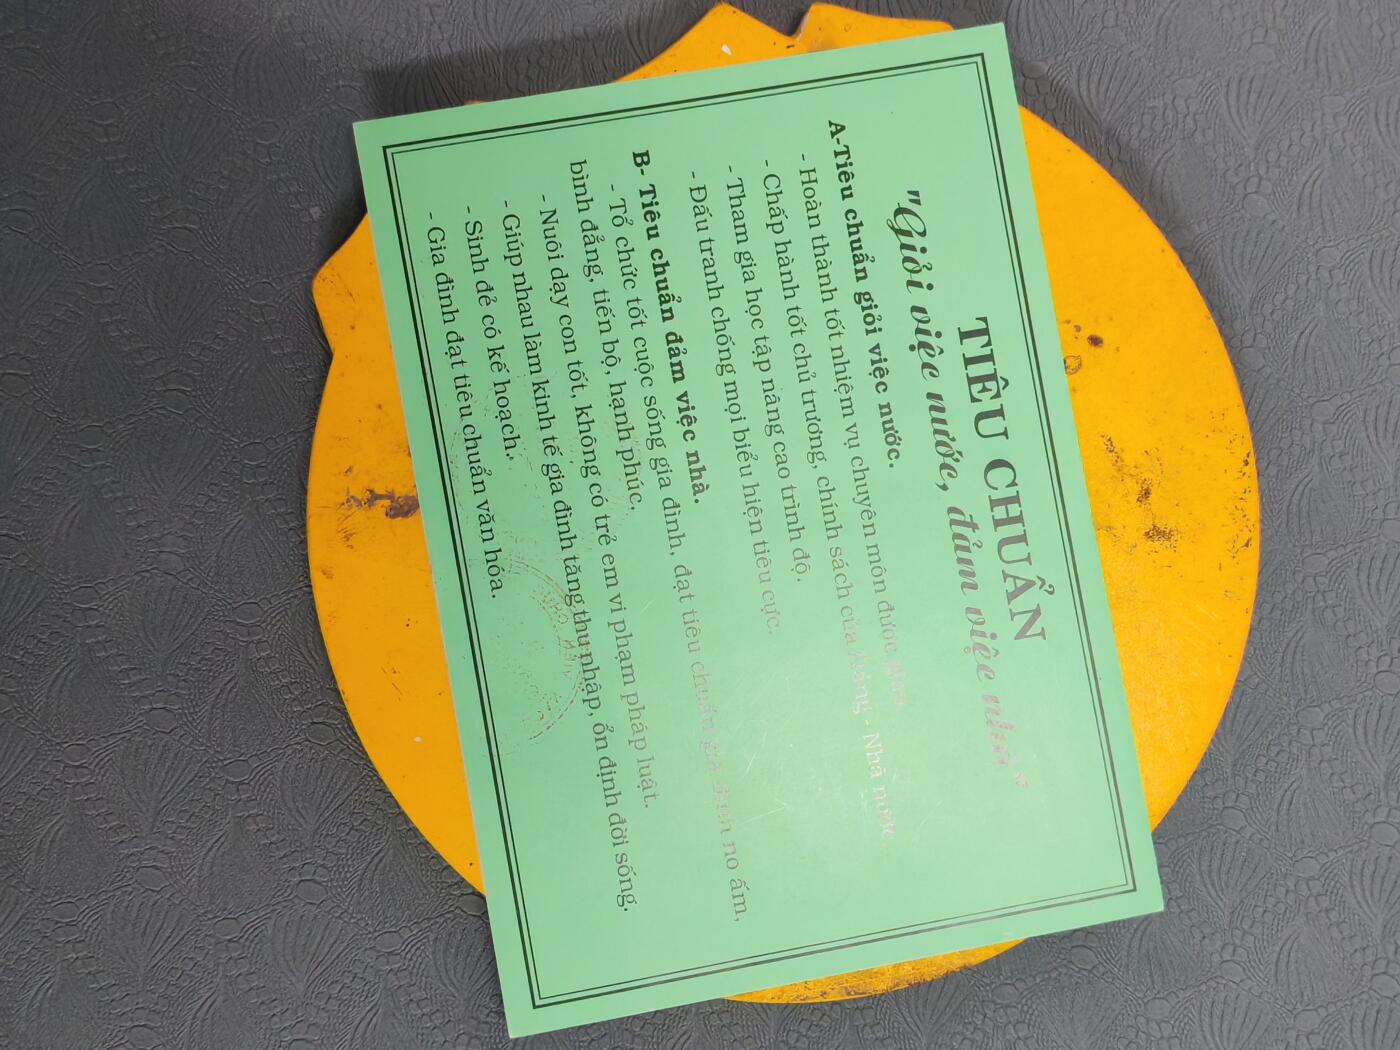 TIÊU CHUẨN
"Giỏi việc nước, đảm việc nhà"
A-Tiêu chuẩn giỏi việc nước.
- Hoàn thành tốt nhiệm vụ chuyên môn được giao.
- Chấp hành tốt chủ trương, chính sách của Đảng - Nhà nước.
- Tham gia học tập nâng cao trình độ.
- Đấu tranh chống mọi biểu hiện tiêu cực.
B- Tiêu chuẩn đảm việc nhà.
- Tổ chức tốt cuộc sống gia đình, đạt tiêu chuẩn gia đình no ấm,
bình đẳng, tiến bộ, hạnh phúc,
- Nuôi dạy con tốt, không có trẻ em vi phạm pháp luật.
- Giúp nhau làm kinh tế gia đình tăng thu nhập, ổn định đời sống.
- Sinh đẻ có kế hoạch.
- Gia đình đạt tiêu chuẩn văn hóa.